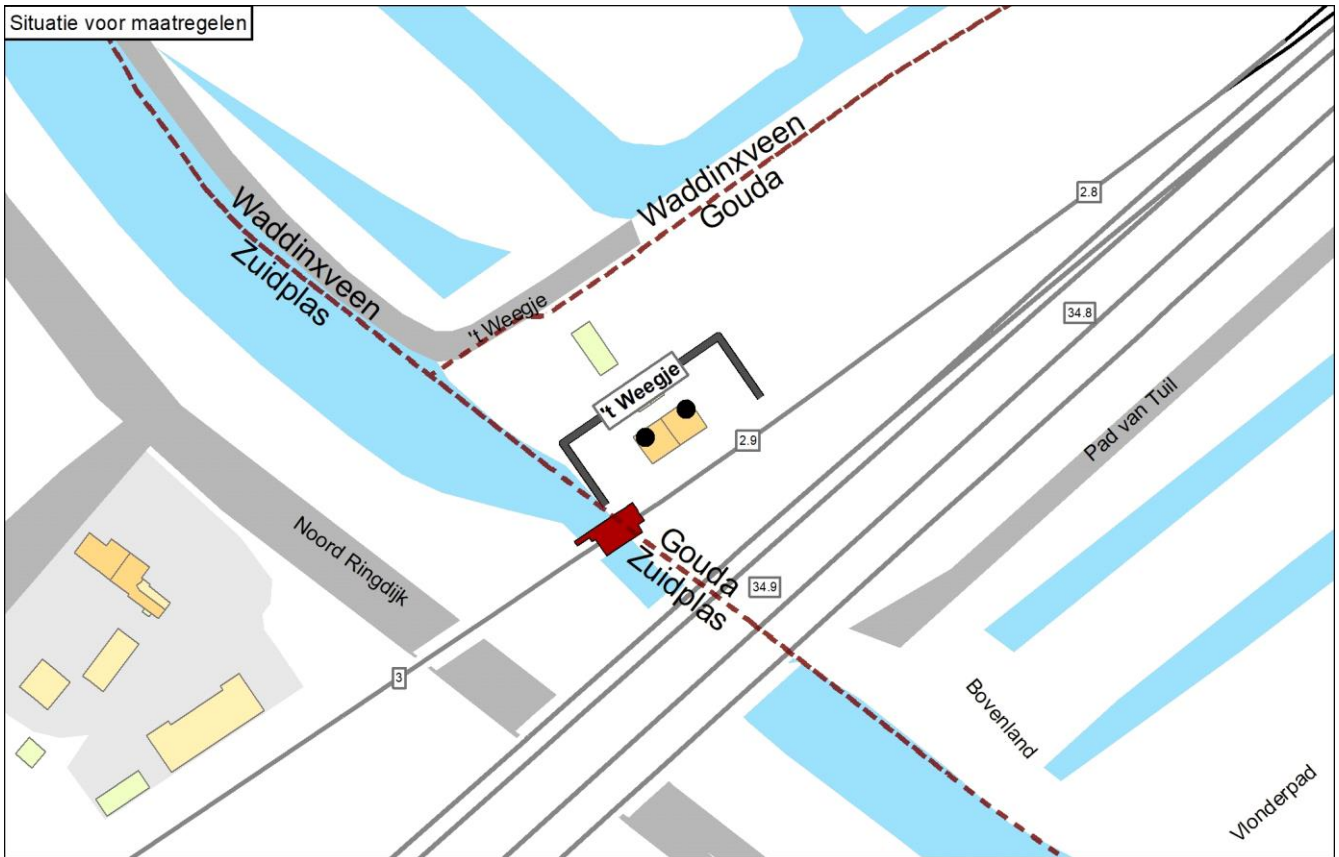 Situatie voor maatregelen
Waddinxveen
Gouda
Waddinxveen
Zuidplas
2.8
't Weegje
34.8
't Weegje
Pad van Tuil
2.9
Noord Ringdijk
Gouda
Zuidplas
34.9
3
Bovenland
Vlonderpad